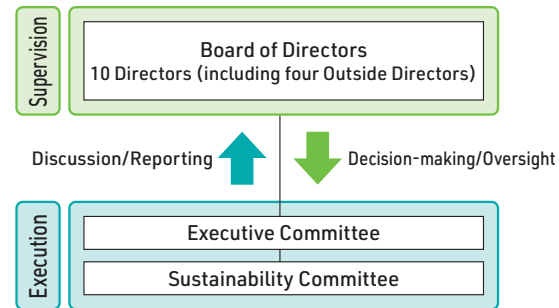 Supervision
Board of Directors
10 Directors (including four Outside Directors)
Discussion/Reporting
Decision-making/Oversight
Execution
Executive Committee
Sustainability Committee